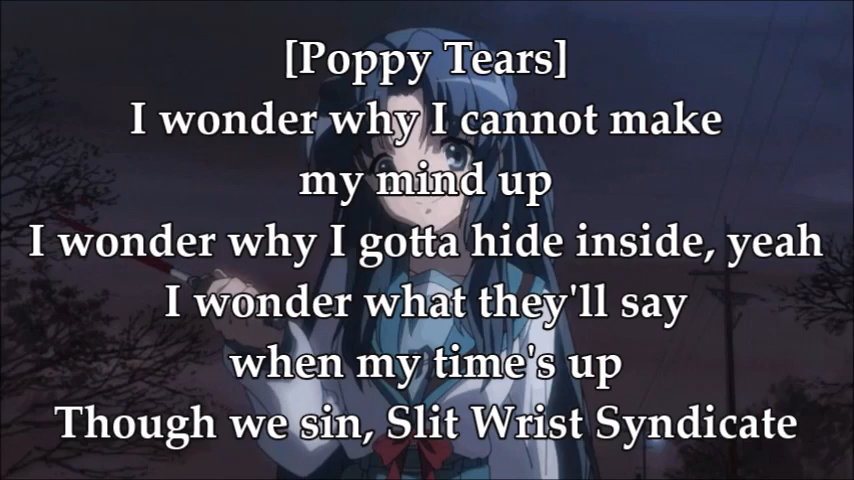 [Poppy Tears]
I wonder why I cannot make
my mind up
I wonder why I gotta hide inside, yeah
I wonder what they'll say
when my time's up
Though we sin, Slit Wrist Syndicate